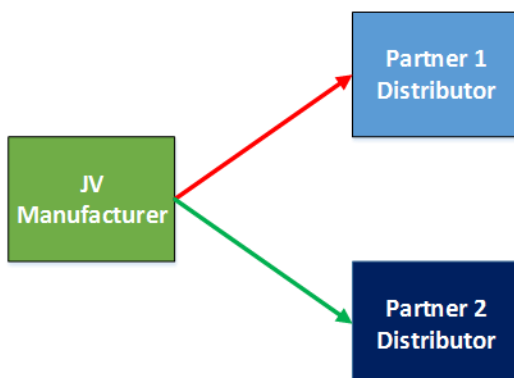 Partner 1
Distributor
JV
Manufacturer
Partner 2
Distributor